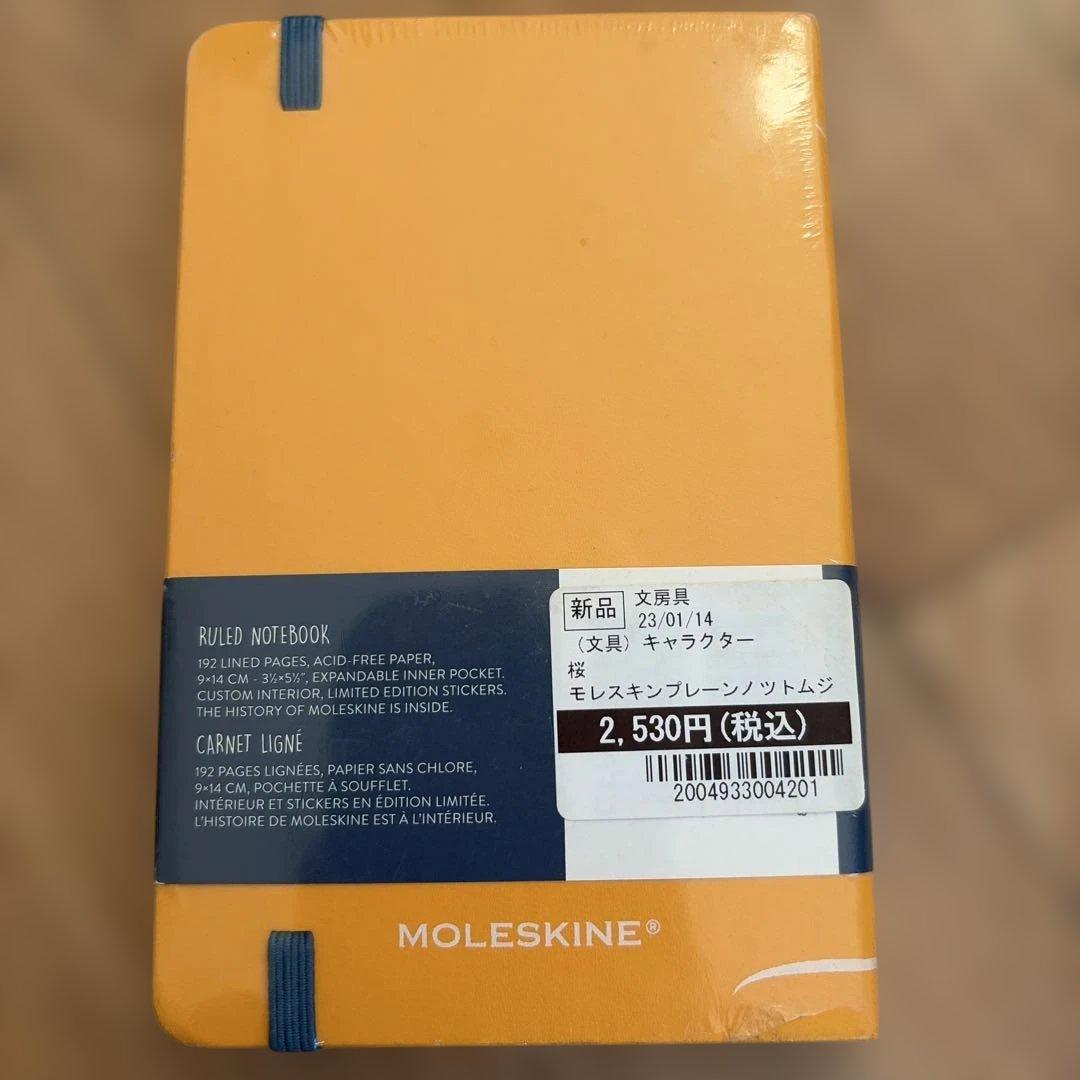 RULED NOTEBOOK
192 LINED PAGES, ACID-FREE PAPER,
9×14 CM - 3½×5½", EXPANDABLE INNER POCKET.
CUSTOM INTERIOR, LIMITED EDITION STICKERS.
THE HISTORY OF MOLESKINE IS INSIDE.
CARNET LIGNÉ
192 PAGES LIGNÉES, PAPIER SANS CHLORE,
9×14 CM, POCHETTE À SOUFFLET.
INTÉRIEUR ET STICKERS EN ÉDITION LIMITÉE.
L'HISTOIRE DE MOLESKINE EST À L'INTÉRIEUR.
新品 文房具
23/01/14
(文具) キャラクター
桜
モレスキンプレーンノツトムジ
2,530円(税込)
2004933004201
MOLESKINE®